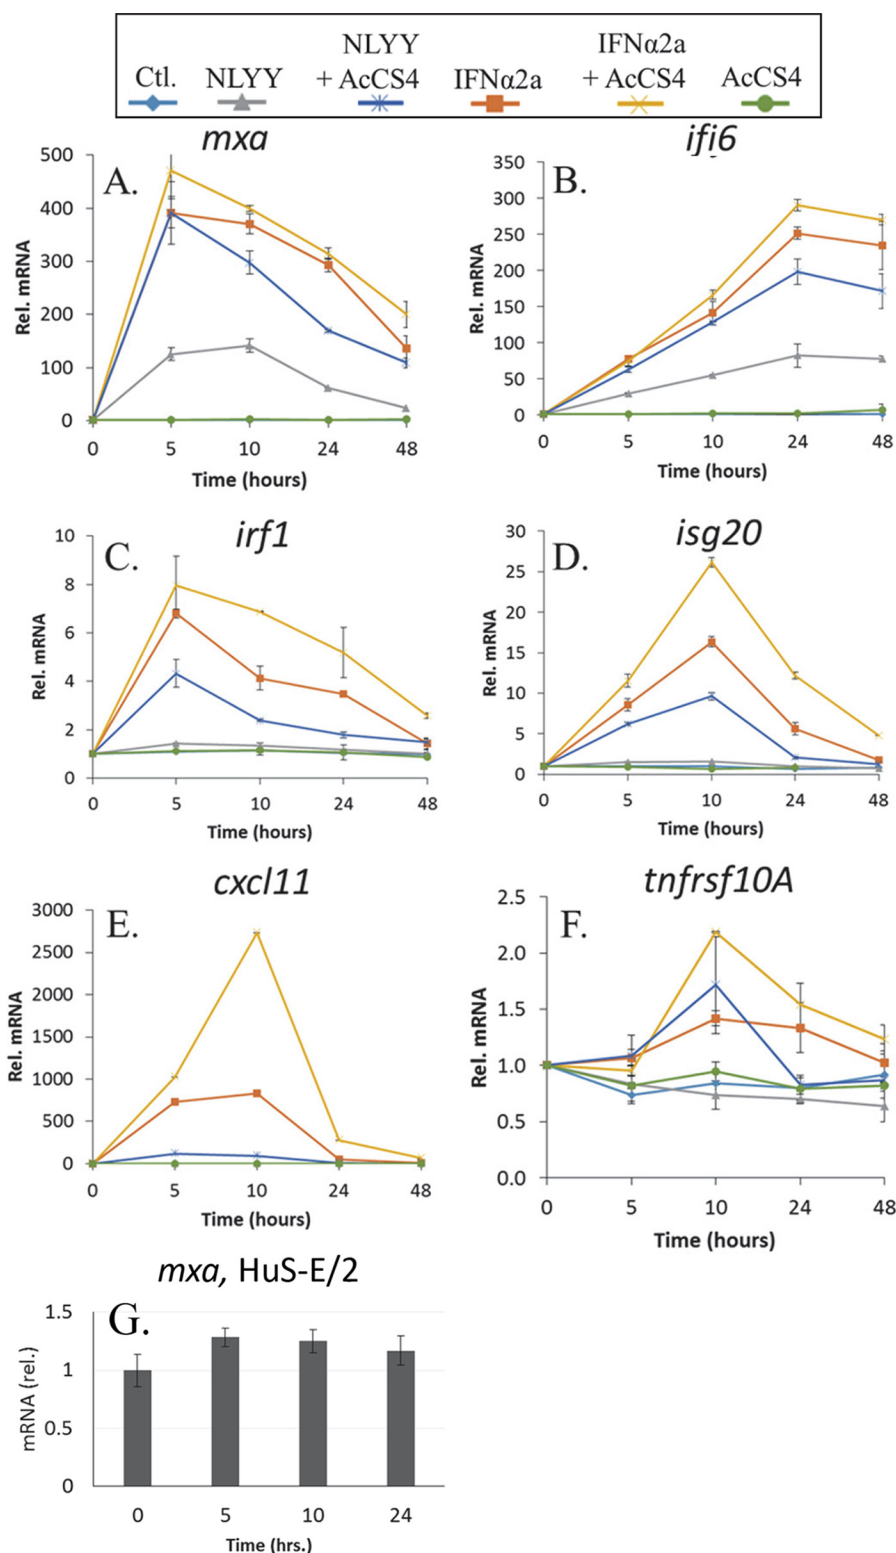 NLYY IFNα2a
Ctl. NLYY + AcCS4 IFNα2a + AcCS4 AcCS4
mxa
A.
500
400
300
200
100
0
Rel. mRNA
0 5 10 24 48
Time (hours)
ifi6
B.
350
300
250
200
150
100
50
0
Rel. mRNA
0 5 10 24 48
Time (hours)
irf1
C.
10
8
6
4
2
0
Rel. mRNA
0 5 10 24 48
Time (hours)
isg20
D.
30
25
20
15
10
5
0
Rel. mRNA
0 5 10 24 48
Time (hours)
cxcl11
E.
3000
2500
2000
1500
1000
500
0
Rel. mRNA
0 5 10 24 48
Time (hours)
tnfrsf10A
F.
2.5
2.0
1.5
1.0
0.5
0.0
Rel. mRNA
0 5 10 24 48
Time (hours)
mxa, HuS-E/2
G.
1.5
1
0.5
0
mRNA (rel.)
0 5 10 24
Time (hrs.)